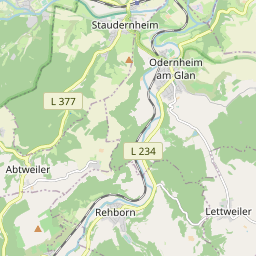 Staudernheim
Odernheim
am Glan
L 377
L 234
Abtweiler
Rehborn
Lettweiler